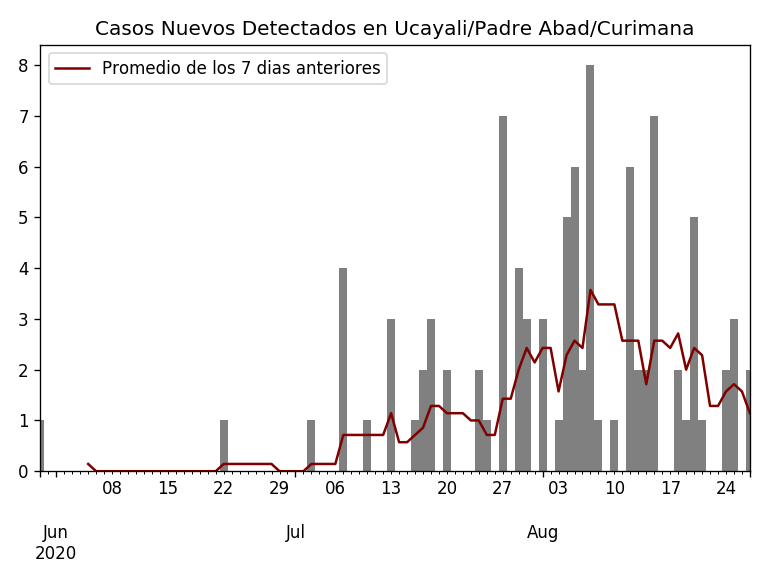 Casos Nuevos Detectados en Ucayali/Padre Abad/Curimana
Promedio de los 7 dias anteriores
8
7
6
5
4
3
2
1
0
08 15 22 29 06 13 20 27 03 10 17 24
Jun Jul Aug
2020